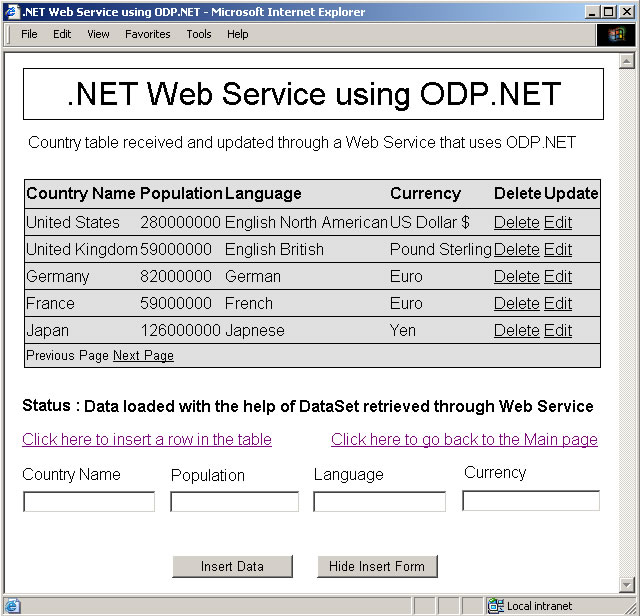 .NET Web Service using ODP.NET - Microsoft Internet Explorer
File Edit View Favorites Tools Help
.NET Web Service using ODP.NET
Country table received and updated through a Web Service that uses ODP.NET
Country Name Population Language Currency Delete Update
United States 280000000 English North American US Dollar $ Delete Edit
United Kingdom 59000000 English British Pound Sterling Delete Edit
Germany 82000000 German Euro Delete Edit
France 59000000 French Euro Delete Edit
Japan 126000000 Japnese Yen Delete Edit
Previous Page Next Page
Status : Data loaded with the help of DataSet retrieved through Web Service
Click here to insert a row in the table Click here to go back to the Main page
Country Name Population Language Currency
Insert Data Hide Insert Form
Local intranet